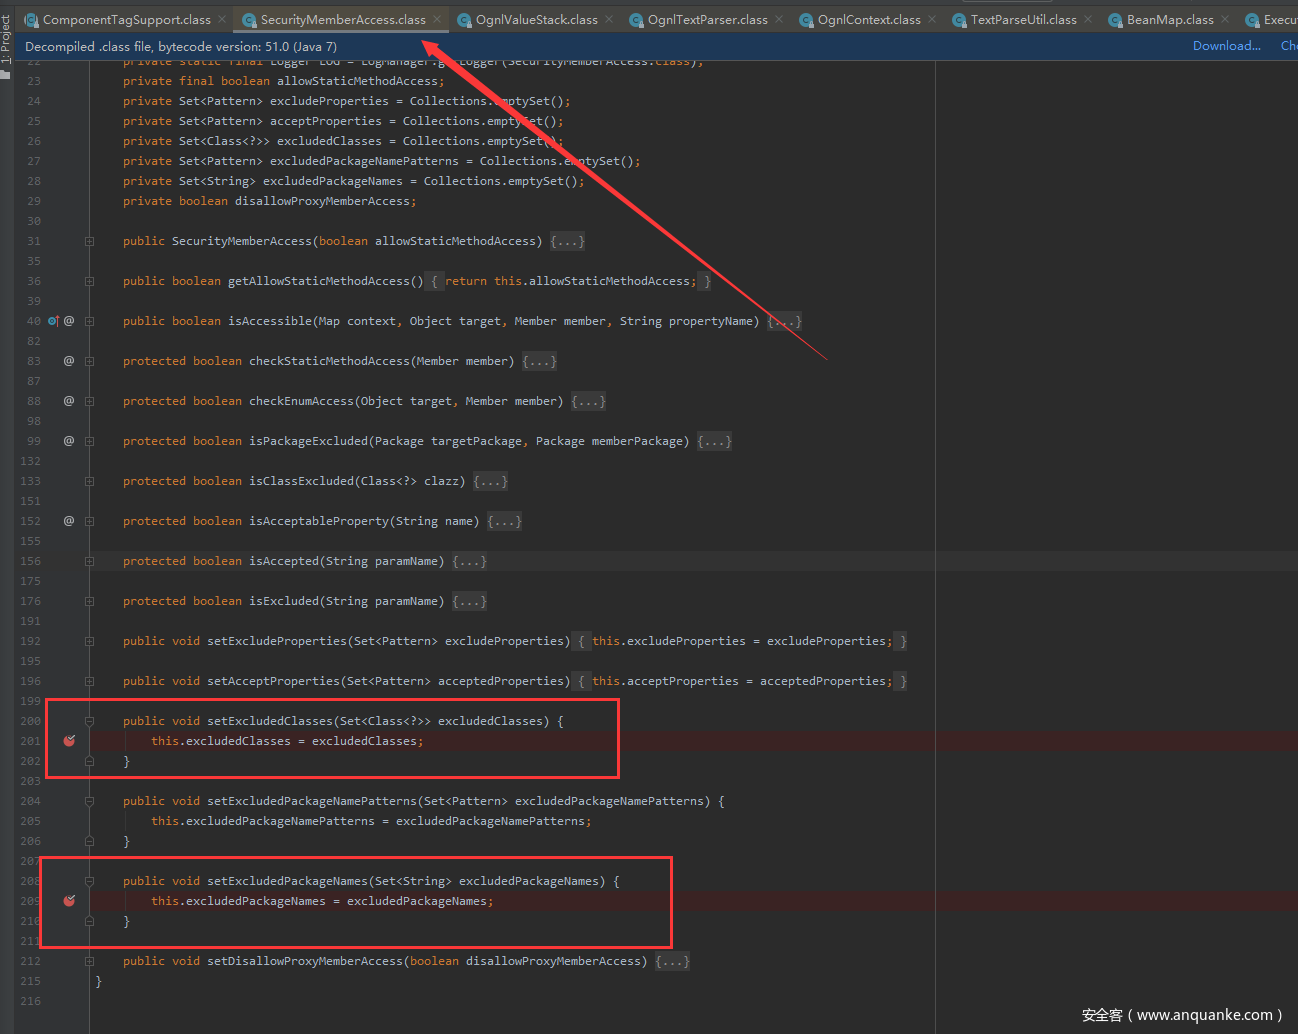 ComponentTagSupport.class SecurityMemberAccess.class OgnlValueStack.class OgnlTextParser.class OgnlContext.class TextParseUtil.class BeanMap.class Execu
1: Project
Decompiled .class file, bytecode version: 51.0 (Java 7) Download...
22 private static final Logger LOG = LogManager.getLogger(SecurityMemberAccess.class);
23 private final boolean allowStaticMethodAccess;
24 private Set<Pattern> excludeProperties = Collections.emptySet();
25 private Set<Pattern> acceptProperties = Collections.emptySet();
26 private Set<Class<?>> excludedClasses = Collections.emptySet();
27 private Set<Pattern> excludedPackageNamePatterns = Collections.emptySet();
28 private Set<String> excludedPackageNames = Collections.emptySet();
29 private boolean disallowProxyMemberAccess;
30
31 public SecurityMemberAccess(boolean allowStaticMethodAccess) {...}
35
36 public boolean getAllowStaticMethodAccess() { return this.allowStaticMethodAccess; }
39
40 @ public boolean isAccessible(Map context, Object target, Member member, String propertyName) {...}
82
83 @ protected boolean checkStaticMethodAccess(Member member) {...}
87
88 @ protected boolean checkEnumAccess(Object target, Member member) {...}
98
99 @ protected boolean isPackageExcluded(Package targetPackage, Package memberPackage) {...}
132
133 protected boolean isClassExcluded(Class<?> clazz) {...}
151
152 @ protected boolean isAcceptableProperty(String name) {...}
155
156 protected boolean isAccepted(String paramName) {...}
175
176 protected boolean isExcluded(String paramName) {...}
191
192 public void setExcludeProperties(Set<Pattern> excludeProperties) { this.excludeProperties = excludeProperties; }
195
196 public void setAcceptProperties(Set<Pattern> acceptedProperties) { this.acceptProperties = acceptedProperties; }
199
200 public void setExcludedClasses(Set<Class<?>> excludedClasses) {
201 this.excludedClasses = excludedClasses;
202 }
203
204 public void setExcludedPackageNamePatterns(Set<Pattern> excludedPackageNamePatterns) {
205 this.excludedPackageNamePatterns = excludedPackageNamePatterns;
206 }
207
208 public void setExcludedPackageNames(Set<String> excludedPackageNames) {
209 this.excludedPackageNames = excludedPackageNames;
210 }
211
212 public void setDisallowProxyMemberAccess(boolean disallowProxyMemberAccess) {...}
215 }
216
安全客（www.anquanke.com）